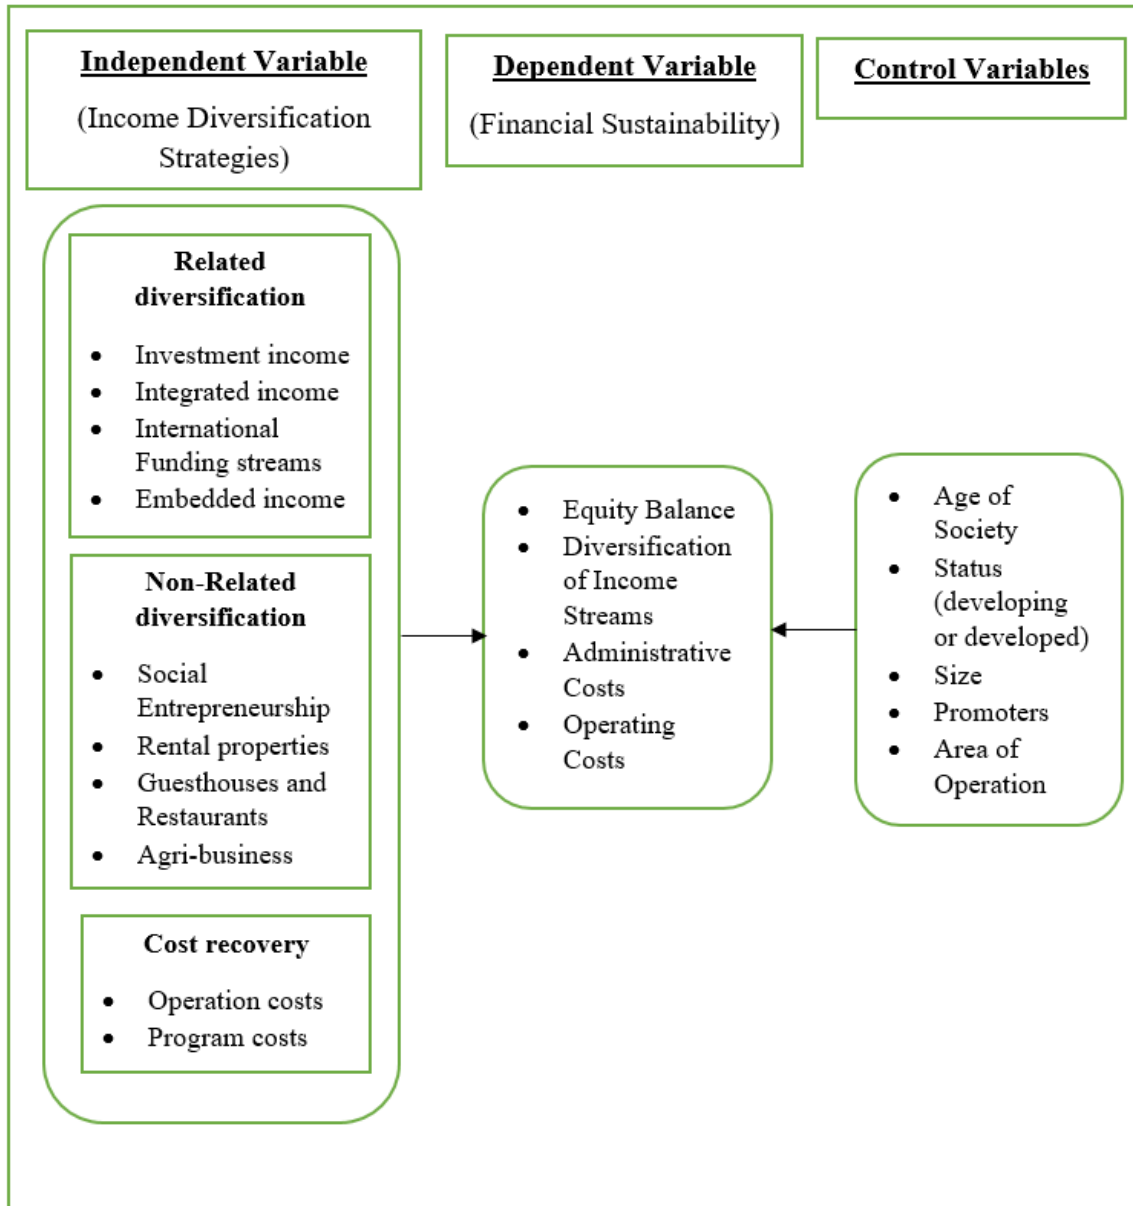 Independent Variable
(Income Diversification
Strategies)
Dependent Variable
(Financial Sustainability)
Control Variables
Related
diversification
• Investment income
• Integrated income
• International
Funding streams
• Embedded income
Non-Related
diversification
• Social
Entrepreneurship
• Rental properties
• Guesthouses and
Restaurants
• Agri-business
Cost recovery
• Operation costs
• Program costs
• Equity Balance
• Diversification
of Income
Streams
• Administrative
Costs
• Operating
Costs
• Age of
Society
• Status
(developing
or developed)
• Size
• Promoters
• Area of
Operation